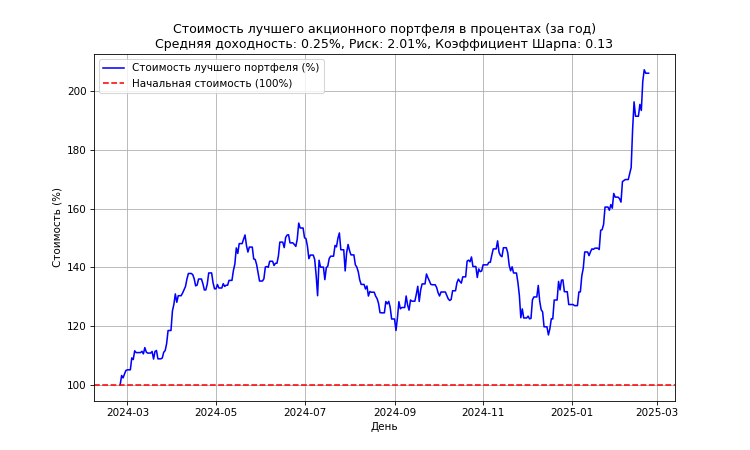 Стоимость лучшего акционного портфеля в процентах (за год)
Средняя доходность: 0.25%, Риск: 2.01%, Коэффициент Шарпа: 0.13
Стоимость лучшего портфеля (%)
Начальная стоимость (100%)
Стоимость (%)
200
180
160
140
120
100
2024-03 2024-05 2024-07 2024-09 2024-11 2025-01 2025-03
День